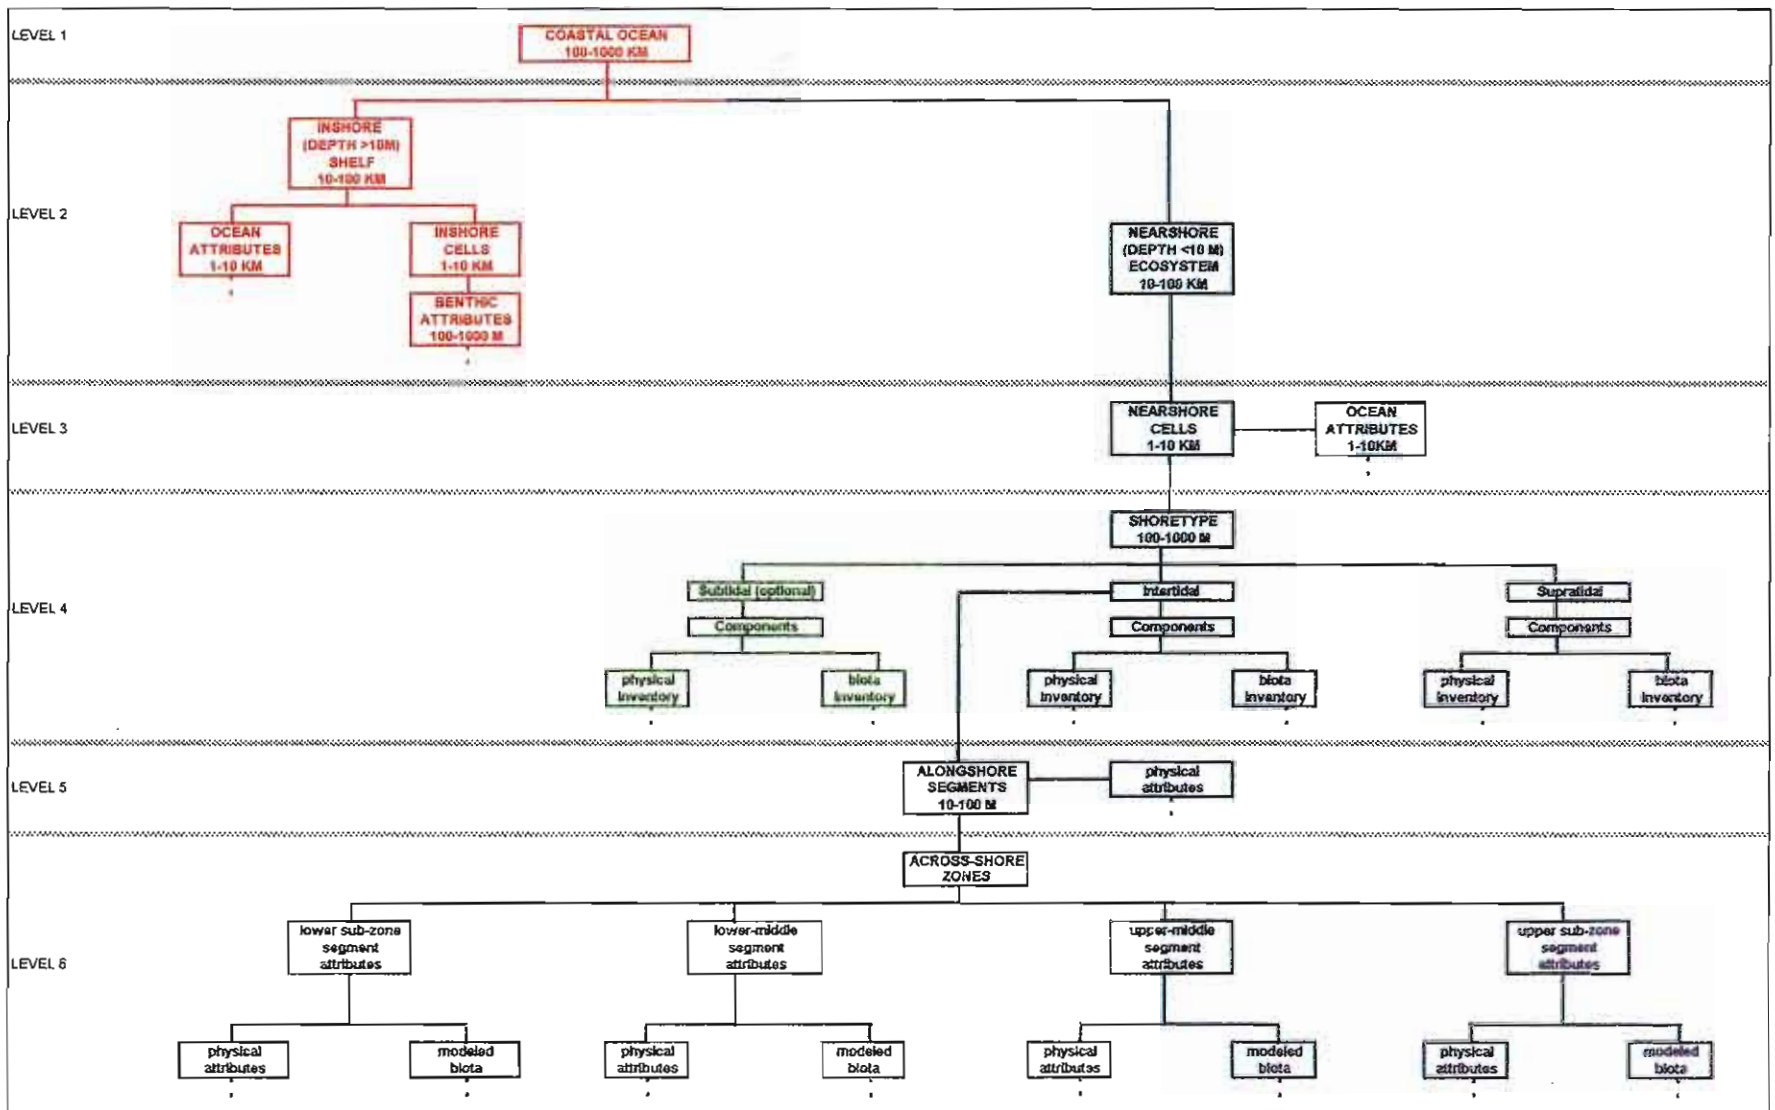 LEVEL 1
COASTAL OCEAN
100-1000 KM
LEVEL 2
INSHORE
(DEPTH >10M)
SHELF
10-100 KM
OCEAN
ATTRIBUTES
1-10 KM
INSHORE
CELLS
1-10 KM
BENTHIC
ATTRIBUTES
100-1000 M
NEARSHORE
(DEPTH <10 M)
ECOSYSTEM
10-100 KM
LEVEL 3
NEARSHORE
CELLS
1-10 KM
OCEAN
ATTRIBUTES
1-10KM
LEVEL 4
SHORETYPE
100-1000 M
Subtidal (optional)
Intertidal
Supratidal
Components
Components
Components
physical
inventory
biota
inventory
physical
inventory
biota
inventory
physical
inventory
biota
inventory
LEVEL 5
ALONGSHORE
SEGMENTS
10-100 M
physical
attributes
LEVEL 6
ACROSS-SHORE
ZONES
lower sub-zone
segment
attributes
lower-middle
segment
attributes
upper-middle
segment
attributes
upper sub-zone
segment
attributes
physical
attributes
modeled
biota
physical
attributes
modeled
biota
physical
attributes
modeled
biota
physical
attributes
modeled
biota